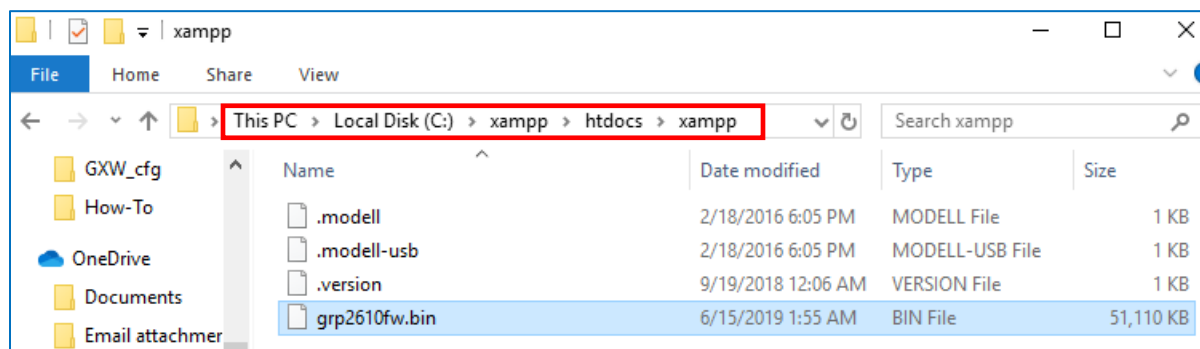 xampp
File Home Share View
This PC > Local Disk (C:) > xampp > htdocs > xampp Search xampp
GXW_cfg
How-To
OneDrive
Documents
Email attachmer
Name Date modified Type Size
.modell 2/18/2016 6:05 PM MODELL File 1 KB
.modell-usb 2/18/2016 6:05 PM MODELL-USB File 1 KB
.version 9/19/2018 12:06 AM VERSION File 1 KB
grp2610fw.bin 6/15/2019 1:55 AM BIN File 51,110 KB